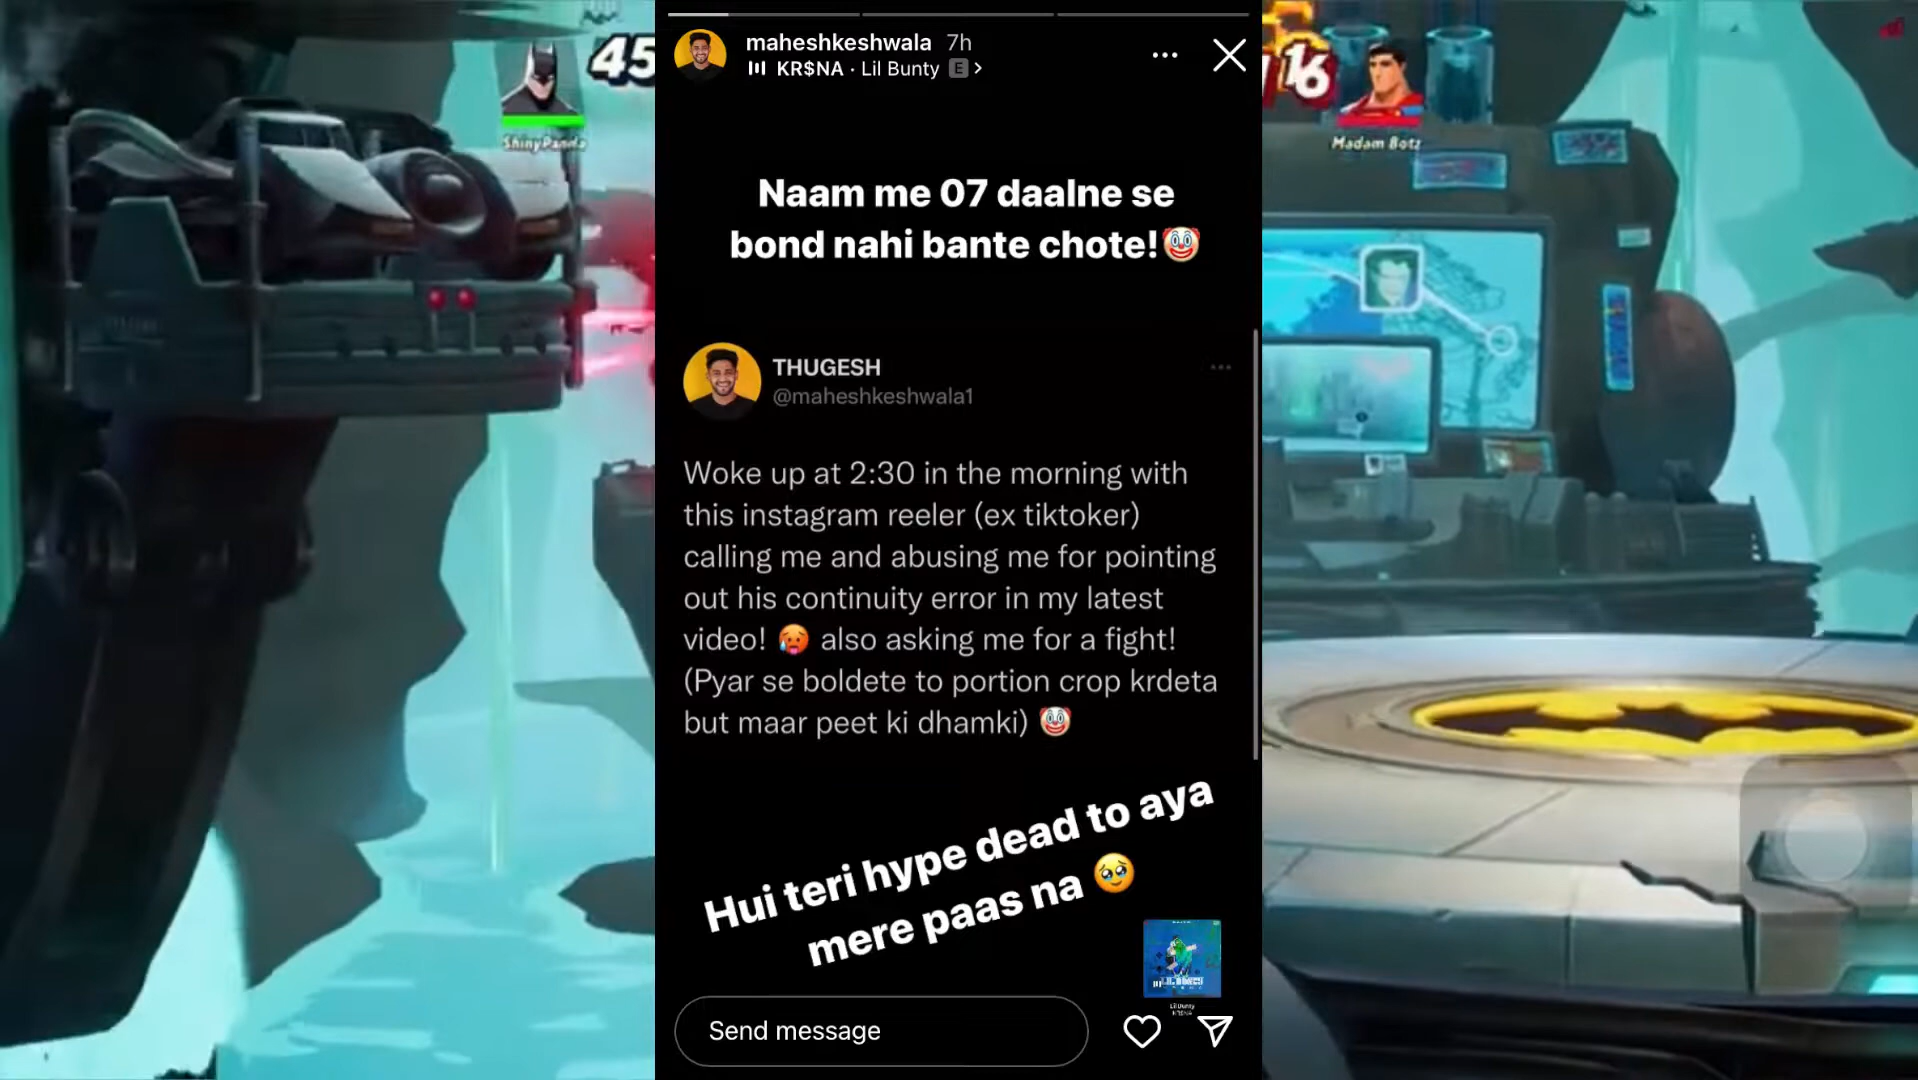 maheshkeshwala 7h
KR$NA · Lil Bunty E >
45
16
ShinyPanda
Madam Botz
Naam me 07 daalne se
bond nahi bante chote!🤡
THUGESH
@maheshkeshwala1
Woke up at 2:30 in the morning with
this instagram reeler (ex tiktoker)
calling me and abusing me for pointing
out his continuity error in my latest
video! 🥵 also asking me for a fight!
(Pyar se boldete to portion crop krdeta
but maar peet ki dhamki) 🤡
Hui teri hype dead to aya
mere paas na 🥹
Lil Bunty
KR$NA
Send message